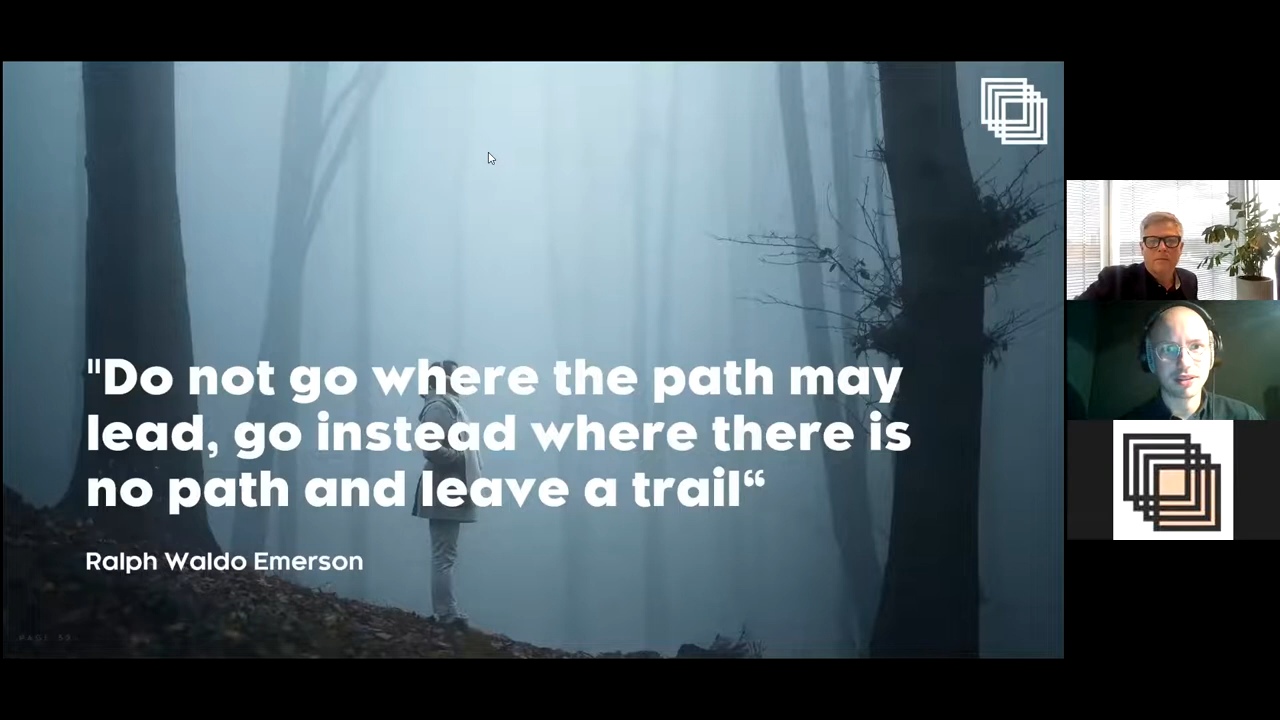 "Do not go where the path may
lead, go instead where there is
no path and leave a trail“
Ralph Waldo Emerson